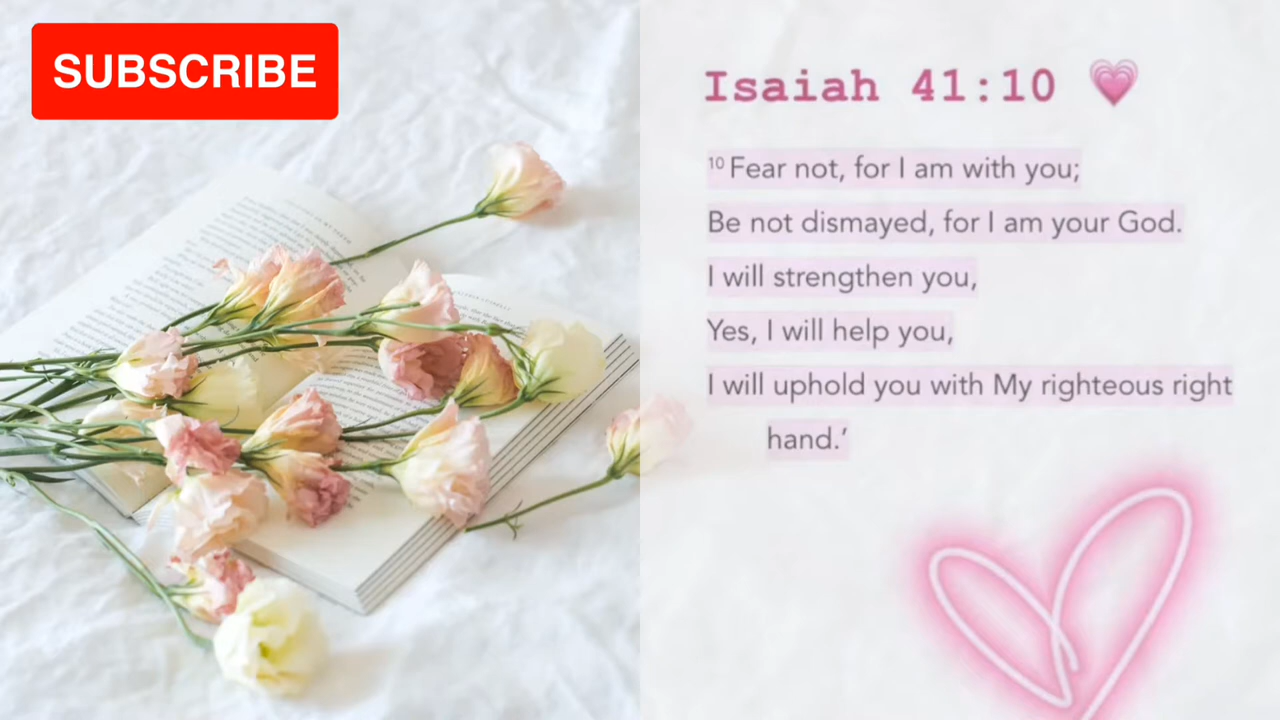 SUBSCRIBE
Isaiah 41:10
10 Fear not, for I am with you;
Be not dismayed, for I am your God.
I will strengthen you,
Yes, I will help you,
I will uphold you with My righteous right
hand.’